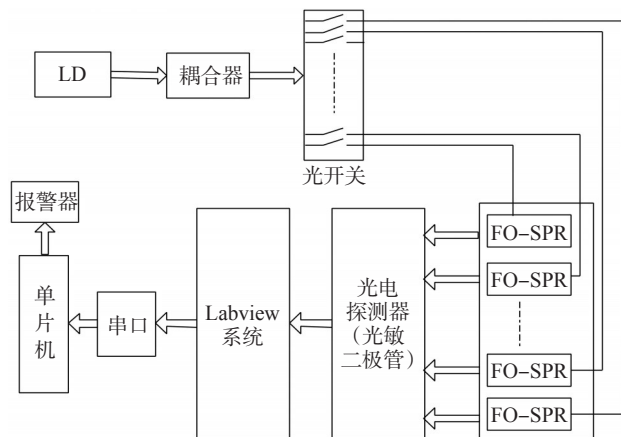 LD
耦合器
光开关
报警器
单
片
机
串口
Labview
系统
光电
探测器
（光敏
二极管）
FO-SPR
FO-SPR
FO-SPR
FO-SPR